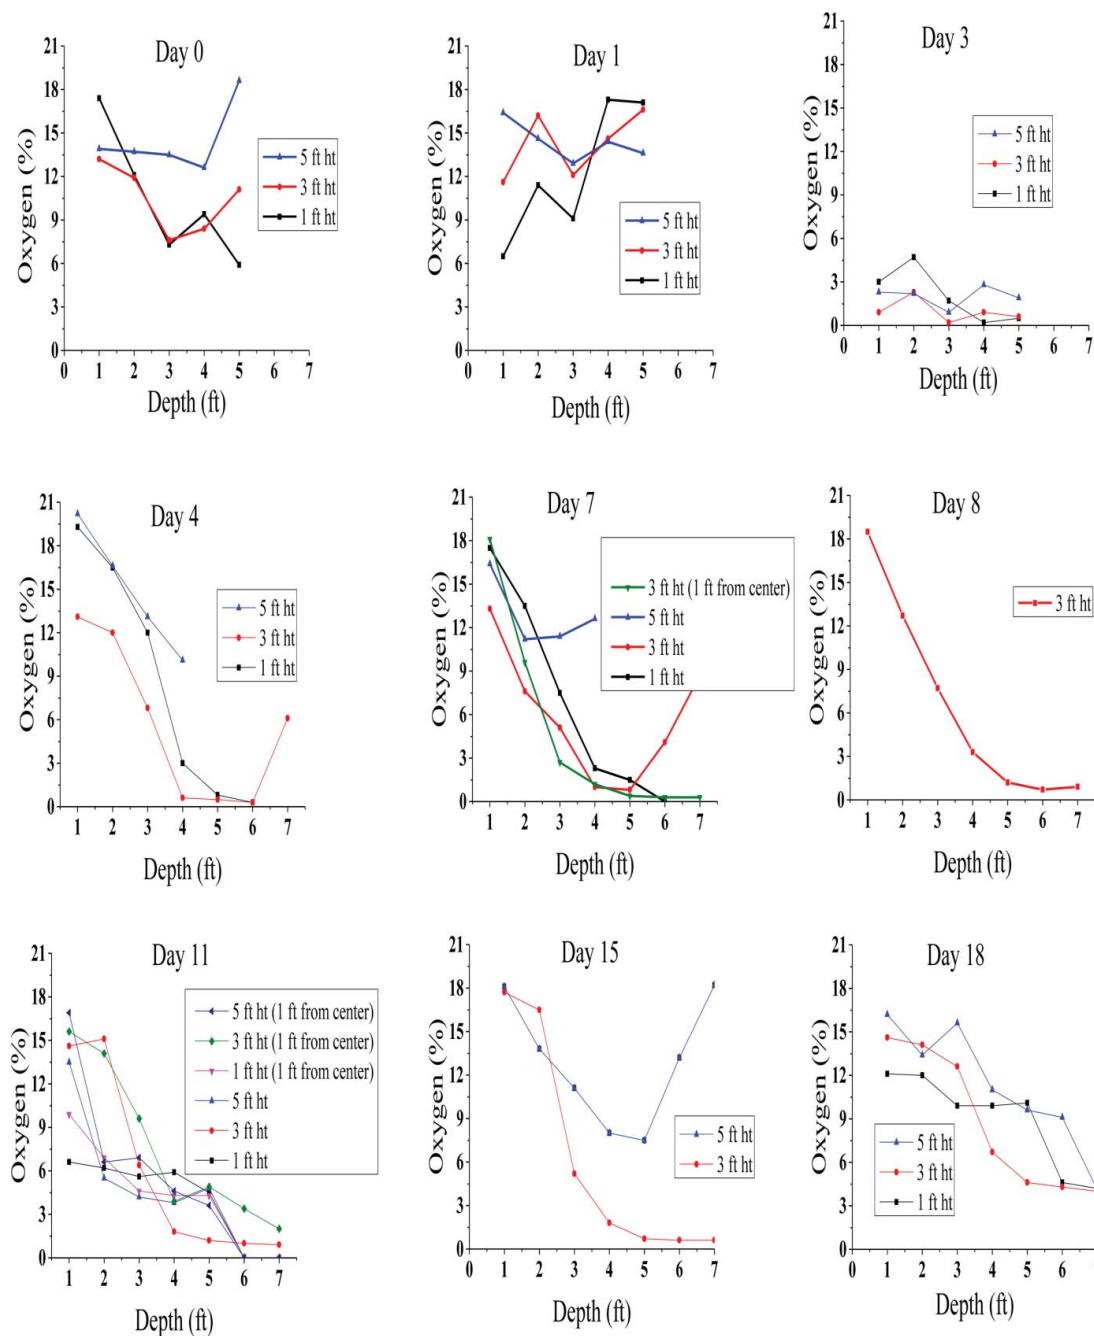 Day 0
21
18
15
12
9
6
3
0
Oxygen (%)
5 ft ht
3 ft ht
1 ft ht
0 1 2 3 4 5 6 7
Depth (ft)
Day 1
21
18
15
12
9
6
3
0
Oxygen (%)
5 ft ht
3 ft ht
1 ft ht
0 1 2 3 4 5 6 7
Depth (ft)
Day 3
21
18
15
12
9
6
3
0
Oxygen (%)
5 ft ht
3 ft ht
1 ft ht
0 1 2 3 4 5 6 7
Depth (ft)
Day 4
21
18
15
12
9
6
3
0
Oxygen (%)
5 ft ht
3 ft ht
1 ft ht
1 2 3 4 5 6 7
Depth (ft)
Day 7
21
18
15
12
9
6
3
0
Oxygen (%)
3 ft ht (1 ft from center)
5 ft ht
3 ft ht
1 ft ht
1 2 3 4 5 6 7
Depth (ft)
Day 8
21
18
15
12
9
6
3
0
Oxygen (%)
3 ft ht
1 2 3 4 5 6 7
Depth (ft)
Day 11
21
18
15
12
9
6
3
0
Oxygen (%)
5 ft ht (1 ft from center)
3 ft ht (1 ft from center)
1 ft ht (1 ft from center)
5 ft ht
3 ft ht
1 ft ht
1 2 3 4 5 6 7
Depth (ft)
Day 15
21
18
15
12
9
6
3
0
Oxygen (%)
5 ft ht
3 ft ht
0 1 2 3 4 5 6 7
Depth (ft)
Day 18
21
18
15
12
9
6
3
0
Oxygen (%)
5 ft ht
3 ft ht
1 ft ht
0 1 2 3 4 5 6 7
Depth (ft)